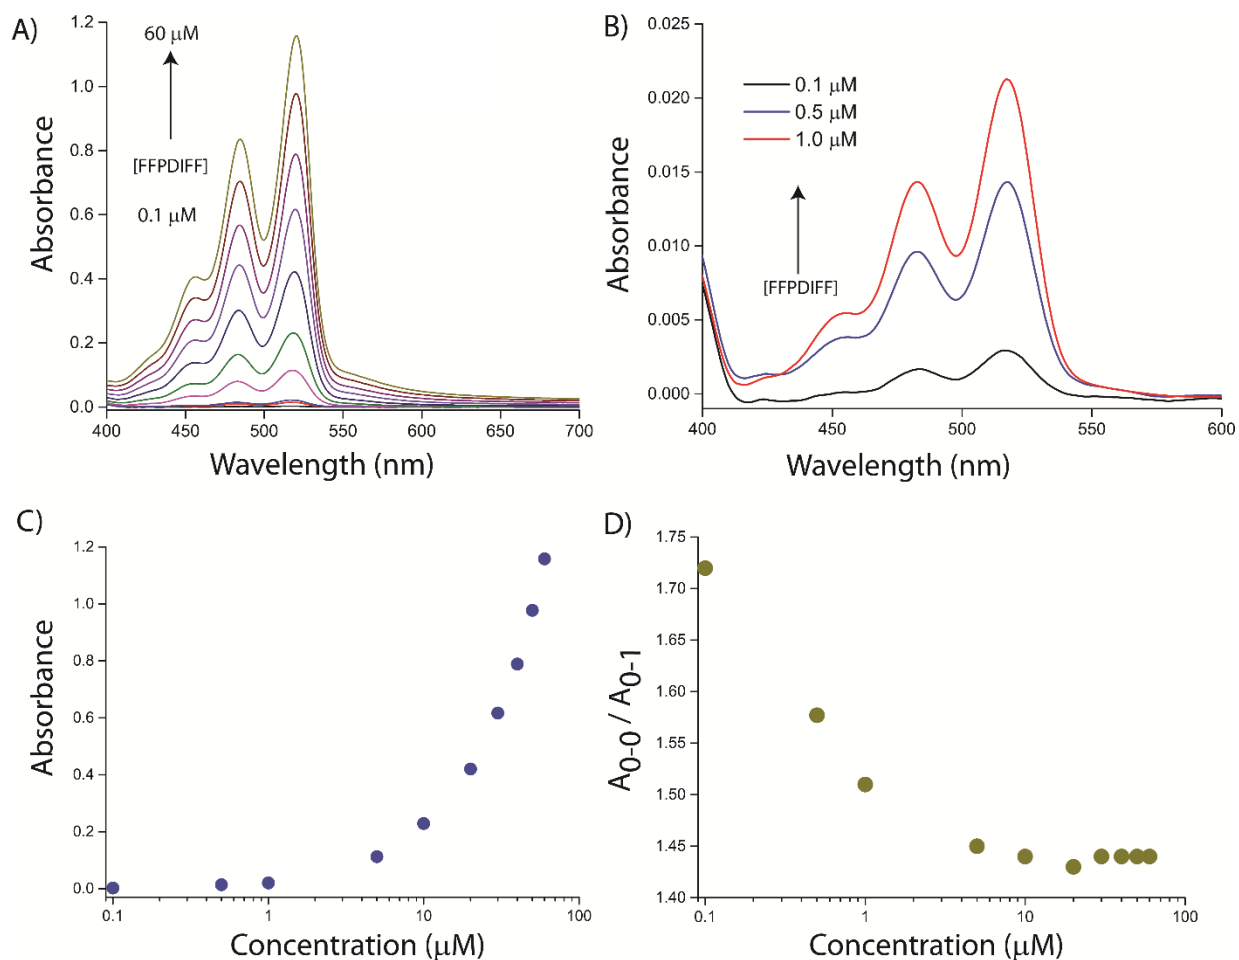 A)
60 μM
[FFPDIFF]
0.1 μM
Absorbance
1.2
1.0
0.8
0.6
0.4
0.2
0.0
400 450 500 550 600 650 700
Wavelength (nm)
B)
0.1 μM
0.5 μM
1.0 μM
[FFPDIFF]
Absorbance
0.025
0.020
0.015
0.010
0.005
0.000
400 450 500 550 600
Wavelength (nm)
C)
Absorbance
1.2
1.0
0.8
0.6
0.4
0.2
0.0
0.1 1 10 100
Concentration (μM)
D)
A0-0 / A0-1
1.75
1.70
1.65
1.60
1.55
1.50
1.45
1.40
0.1 1 10 100
Concentration (μM)